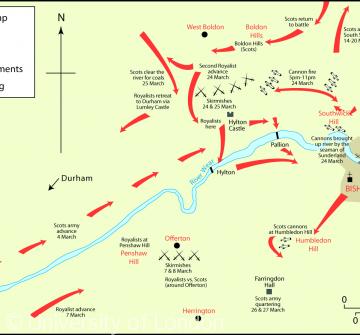 p
ments
g
N
West Boldon
Boldon
Hills
Boldon Hills
(Scots)
Scots return
to battle
Scots a
South S
14-20 M
Scots clear the
river for coals
25 March
Second Royalist
advance
24 March
Cannon fire
5pm-11pm
24 March
Royalists retreat
to Durham via
Lumley Castle
Skirmishes
24 & 25 March
Royalists
here
Hylton
Castle
Southwick
Hill
Cannons brought
up river by the
seaman of
Sunderland
24 March
Pallion
S
River Wear
Hylton
Durham
BISH
Scots army
advance
4 March
Royalists at
Penshaw Hill
Penshaw
Hill
Offerton
Skirmishes
7 & 8 March
Royalists vs. Scots
(around Offerton)
Scots cannons
at Humbledon Hill
Humbledon
Hill
Farringdon
Hall
Scots army
quartering
26 & 27 March
0
0
Royalist advance
7 March
Herrington